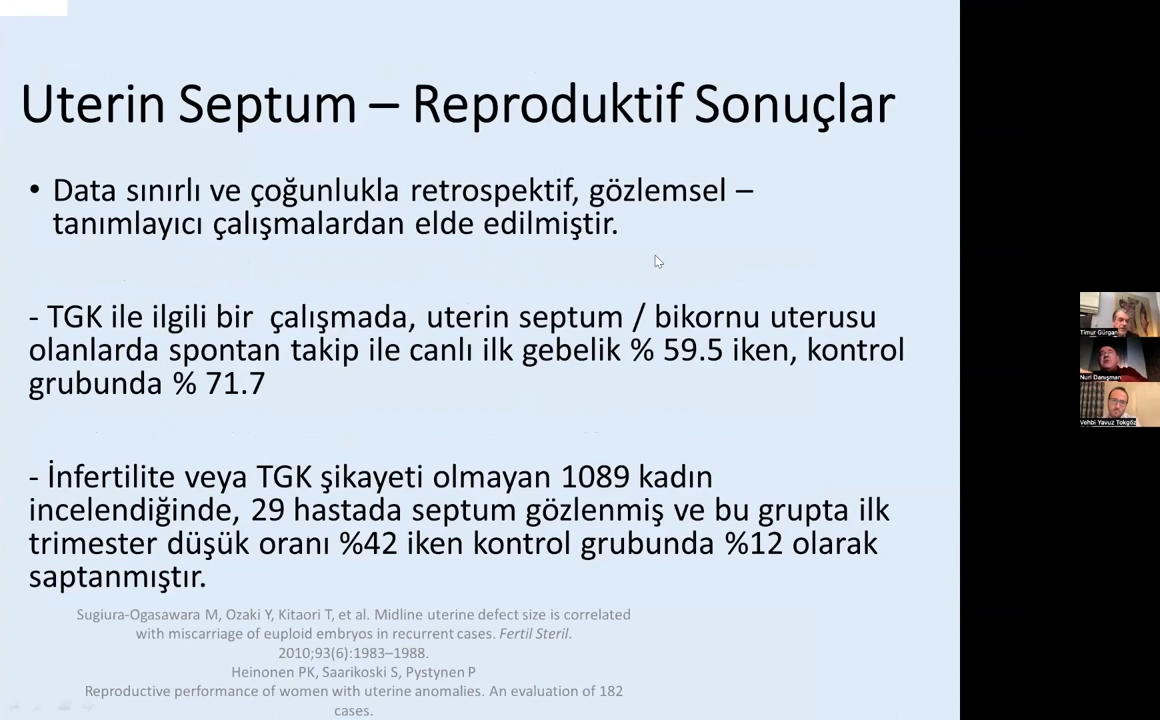 Uterin Septum – Reproduktif Sonuçlar
• Data sınırlı ve çoğunlukla retrospektif, gözlemsel –
tanımlayıcı çalışmalardan elde edilmiştir.
- TGK ile ilgili bir çalışmada, uterin septum / bikornu uterusu
olanlarda spontan takip ile canlı ilk gebelik % 59.5 iken, kontrol
grubunda % 71.7
- İnfertilite veya TGK şikayeti olmayan 1089 kadın
incelendiğinde, 29 hastada septum gözlenmiş ve bu grupta ilk
trimester düşük oranı %42 iken kontrol grubunda %12 olarak
saptanmıştır.
Sugiura-Ogasawara M, Ozaki Y, Kitaori T, et al. Midline uterine defect size is correlated
with miscarriage of euploid embryos in recurrent cases. Fertil Steril.
2010;93(6):1983–1988.
Heinonen PK, Saarikoski S, Pystynen P
Reproductive performance of women with uterine anomalies. An evaluation of 182
cases.
Timur Gürgan
Nuri Danışman
Vehbi Yavuz Tokgöz